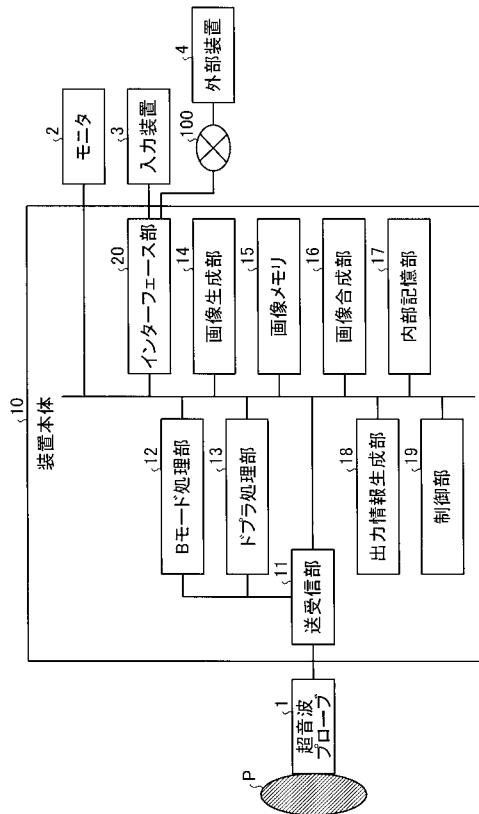 10
装置本体
P
1
超音波
プローブ
11
送受信部
12
Bモード処理部
13
ドプラ処理部
18
出力情報生成部
19
制御部
20
インターフェース部
14
画像生成部
15
画像メモリ
16
画像合成部
17
内部記憶部
2
モニタ
3
入力装置
100
4
外部装置